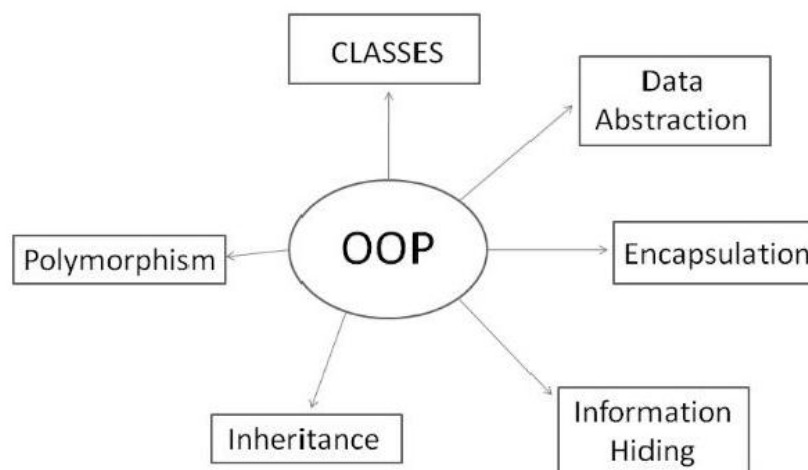 CLASSES
Data
Abstraction
OOP
Polymorphism
Encapsulation
Inheritance
Information
Hiding